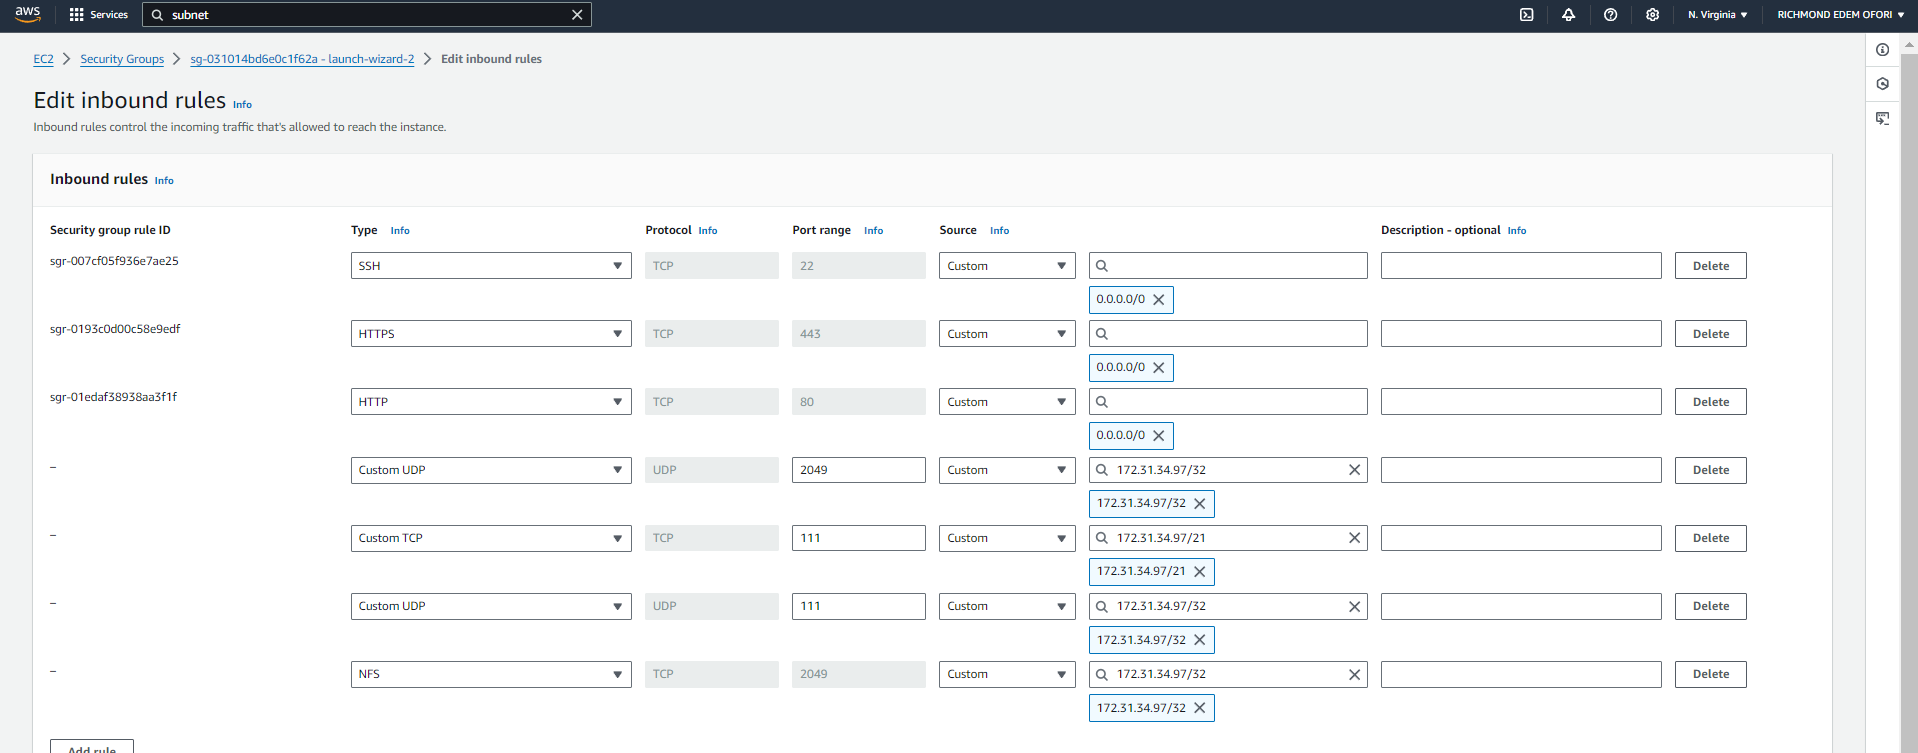 aws Services subnet N. Virginia RICHMOND EDEM OFORI
EC2 Security Groups sg-031014bd6e0c1f62a - launch-wizard-2 Edit inbound rules
Edit inbound rules Info
Inbound rules control the incoming traffic that's allowed to reach the instance.
Inbound rules Info
Security group rule ID Type Info Protocol Info Port range Info Source Info Description - optional Info
sgr-007cf05f936e7ae25 SSH TCP 22 Custom Delete
0.0.0.0/0
sgr-0193c0d00c58e9edf HTTPS TCP 443 Custom Delete
0.0.0.0/0
sgr-01edaf38938aa3f1f HTTP TCP 80 Custom Delete
0.0.0.0/0
– Custom UDP UDP 2049 Custom 172.31.34.97/32 Delete
172.31.34.97/32
– Custom TCP TCP 111 Custom 172.31.34.97/21 Delete
172.31.34.97/21
– Custom UDP UDP 111 Custom 172.31.34.97/32 Delete
172.31.34.97/32
– NFS TCP 2049 Custom 172.31.34.97/32 Delete
172.31.34.97/32
Add rule